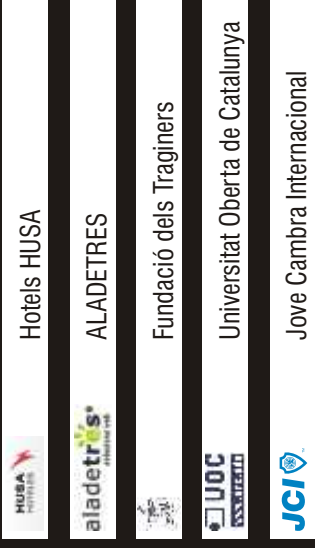 HUSA
HOTELES
Hotels HUSA
aladetres
ALADETRES
Fundació dels Traginers
UOC
Universitat Oberta de Catalunya
JCI
Jove Cambra Internacional